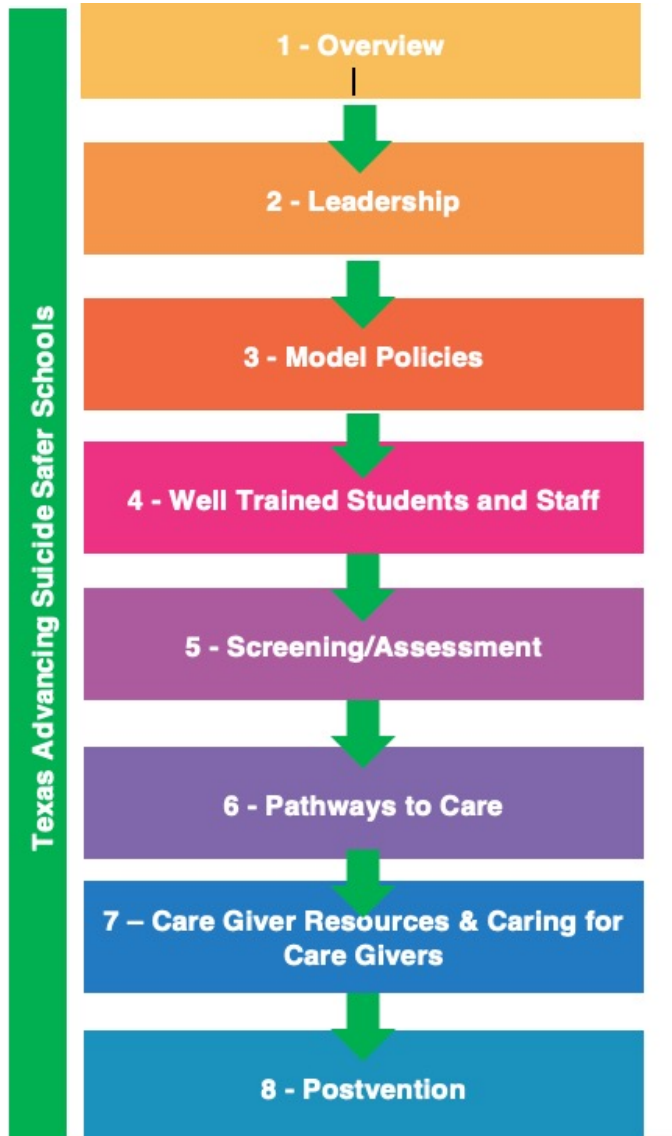 Texas Advancing Suicide Safer Schools
1 - Overview
2 - Leadership
3 - Model Policies
4 - Well Trained Students and Staff
5 - Screening/Assessment
6 - Pathways to Care
7 – Care Giver Resources & Caring for
Care Givers
8 - Postvention